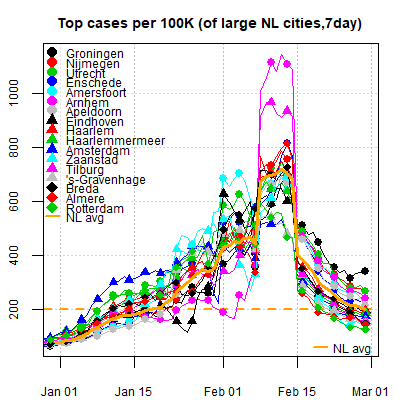 Top cases per 100K (of large NL cities,7day)
Groningen
Nijmegen
Utrecht
Enschede
Amersfoort
Arnhem
Apeldoorn
Eindhoven
Haarlem
Haarlemmermeer
Amsterdam
Zaanstad
Tilburg
's-Gravenhage
Breda
Almere
Rotterdam
NL avg
1000
800
600
400
200
NL avg
Jan 01 Jan 15 Feb 01 Feb 15 Mar 01